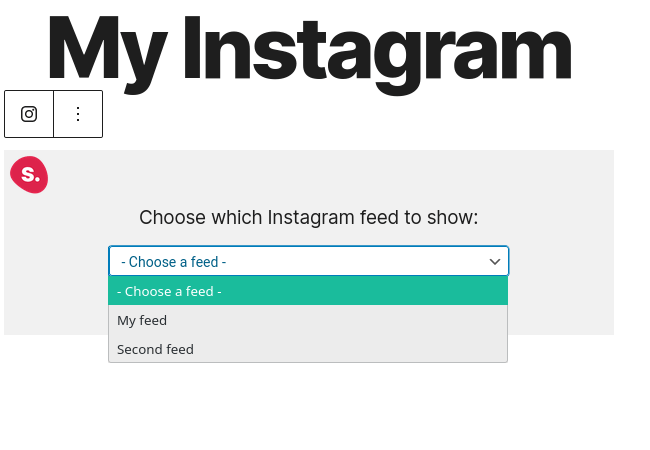 My Instagram
s.
Choose which Instagram feed to show:
- Choose a feed -
- Choose a feed -
My feed
Second feed